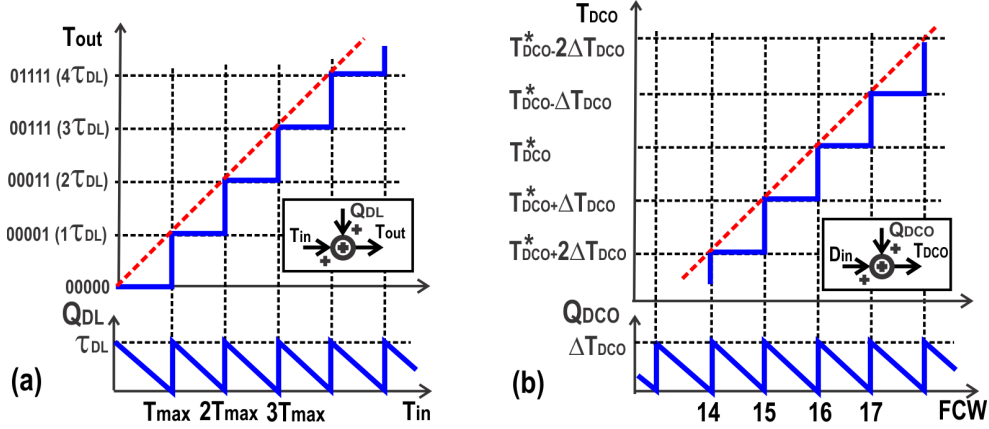 Tout
01111 (4τDL)
00111 (3τDL)
00011 (2τDL)
00001 (1τDL)
00000
QDL
Tin
Tout
QDL
τDL
(a)
Tmax
2Tmax
3Tmax
Tin
TDCO
T*DCO-2ΔTDCO
T*DCO-ΔTDCO
T*DCO
T*DCO+ΔTDCO
T*DCO+2ΔTDCO
QDCO
Din
TDCO
QDCO
ΔTDCO
(b)
14
15
16
17
FCW